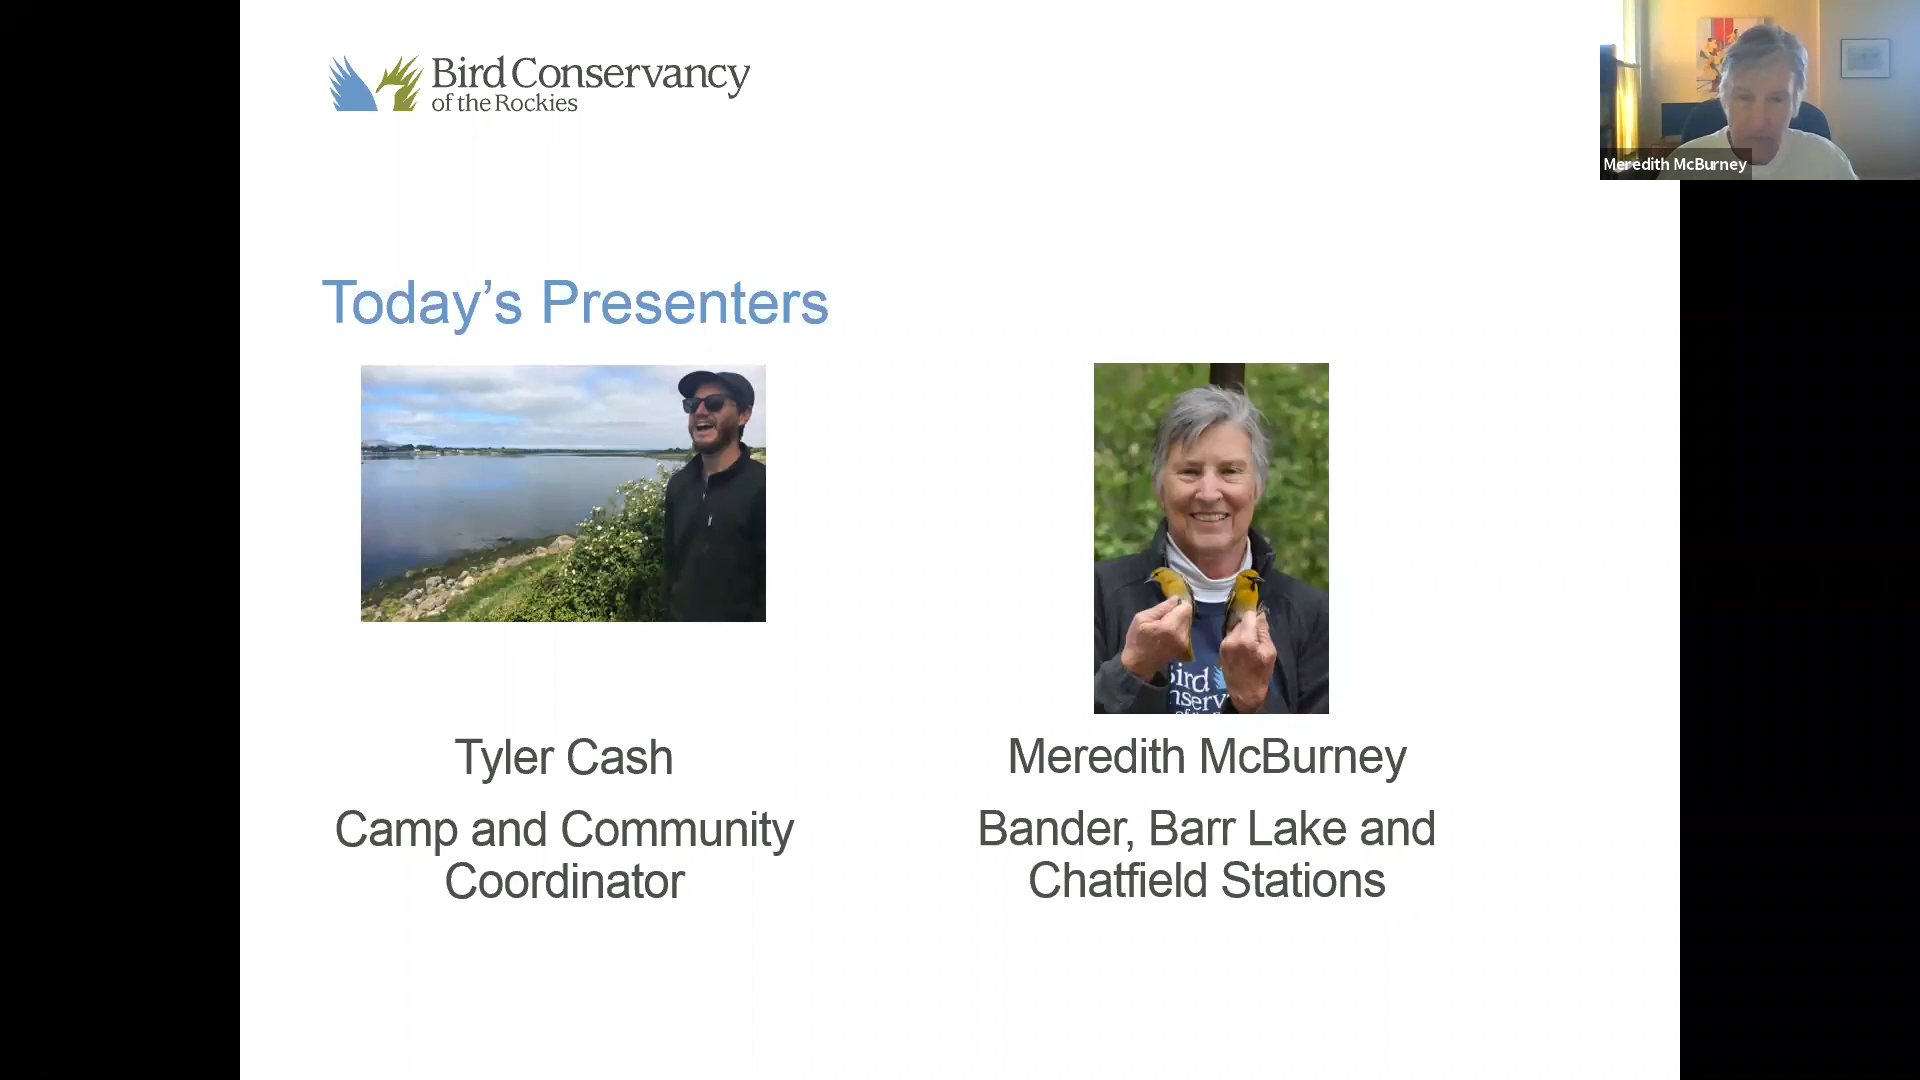 Bird Conservancy
of the Rockies
Meredith McBurney
Today's Presenters
Bird
Tyler Cash
Camp and Community
Coordinator
Meredith McBurney
Bander, Barr Lake and
Chatfield Stations